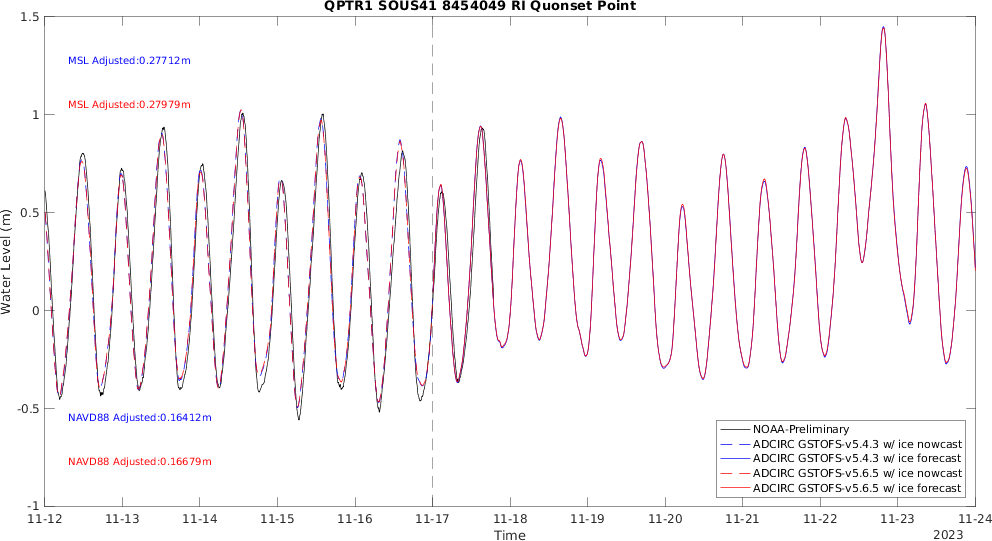 QPTR1 SOUS41 8454049 RI Quonset Point
1.5
1
0.5
0
-0.5
-1
Water Level (m)
MSL Adjusted:0.27712m
MSL Adjusted:0.27979m
NAVD88 Adjusted:0.16412m
NAVD88 Adjusted:0.16679m
NOAA-Preliminary
ADCIRC GSTOFS-v5.4.3 w/ ice nowcast
ADCIRC GSTOFS-v5.4.3 w/ ice forecast
ADCIRC GSTOFS-v5.6.5 w/ ice nowcast
ADCIRC GSTOFS-v5.6.5 w/ ice forecast
11-12 11-13 11-14 11-15 11-16 11-17 11-18 11-19 11-20 11-21 11-22 11-23 11-24
Time
2023